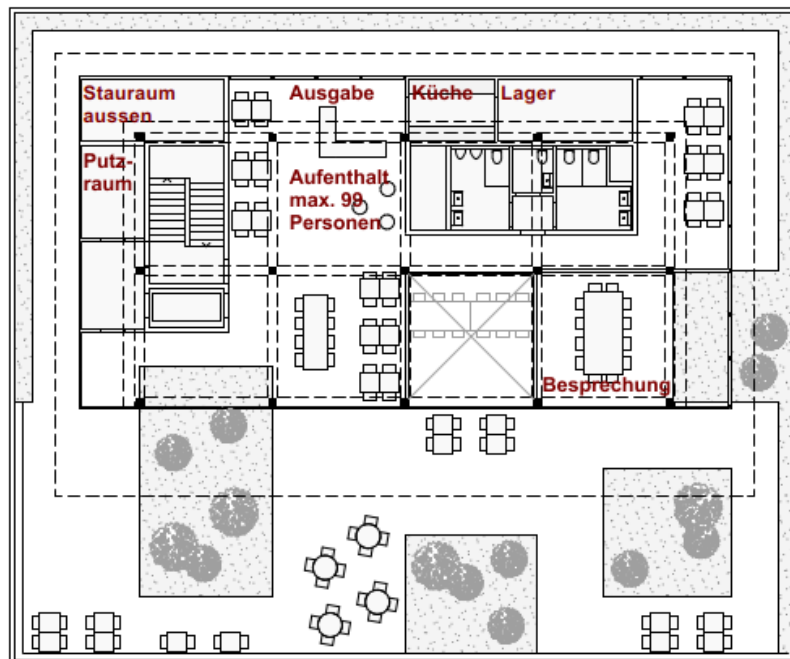 Stauraum
aussen
Ausgabe
Küche
Lager
Putz-
raum
Aufenthalt
max. 99
Personen
Besprechung